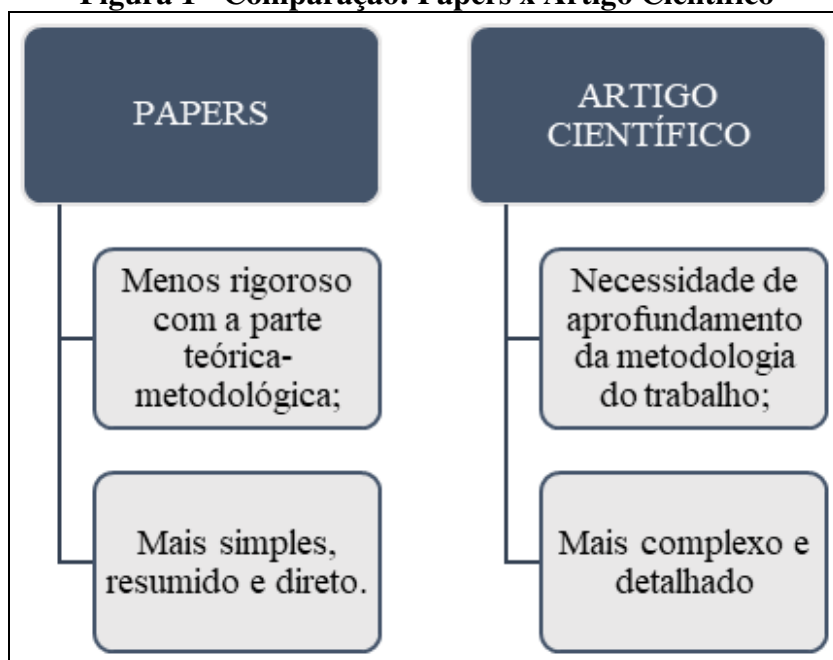 Figura 1 - Comparação: Papers x Artigo Científico
PAPERS
Menos rigoroso
com a parte
teórica-
metodológica;
Mais simples,
resumido e direto.
ARTIGO
CIENTÍFICO
Necessidade de
aprofundamento
da metodologia
do trabalho;
Mais complexo e
detalhado